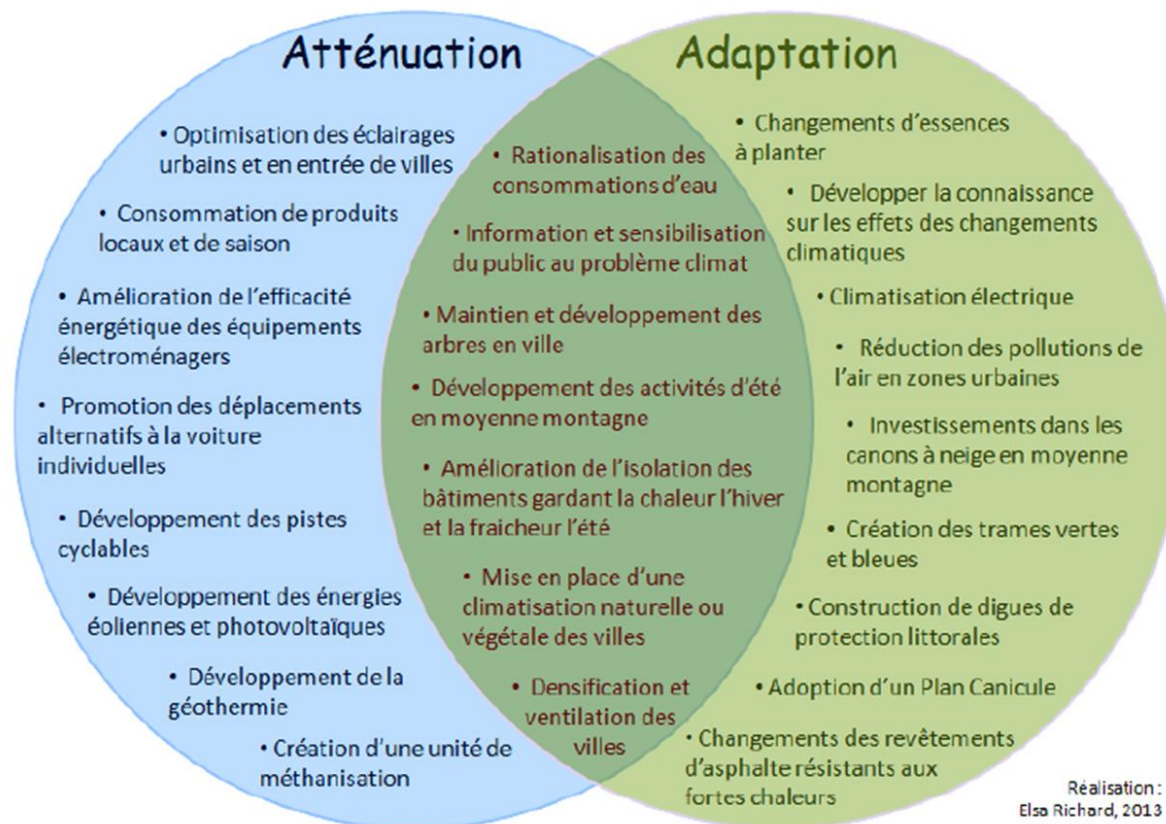 Atténuation
Adaptation
• Optimisation des éclairages
urbains et en entrée de villes
• Consommation de produits
locaux et de saison
• Amélioration de l'efficacité
énergétique des équipements
électroménagers
• Promotion des déplacements
alternatifs à la voiture
individuelles
• Développement des pistes
cyclables
• Développement des énergies
éoliennes et photovoltaïques
• Développement de la
géothermie
• Création d'une unité de
méthanisation
• Rationalisation des
consommations d'eau
• Information et sensibilisation
du public au problème climat
• Maintien et développement des
arbres en ville
• Développement des activités d'été
en moyenne montagne
• Amélioration de l'isolation des
bâtiments gardant la chaleur l'hiver
et la fraicheur l'été
• Mise en place d'une
climatisation naturelle ou
végétale des villes
• Densification et
ventilation des
villes
• Changements d'essences
à planter
• Développer la connaissance
sur les effets des changements
climatiques
• Climatisation électrique
• Réduction des pollutions de
l'air en zones urbaines
• Investissements dans les
canons à neige en moyenne
montagne
• Création des trames vertes
et bleues
• Construction de digues de
protection littorales
• Adoption d'un Plan Canicule
• Changements des revêtements
d'asphalte résistants aux
fortes chaleurs
Réalisation :
Elsa Richard, 2013